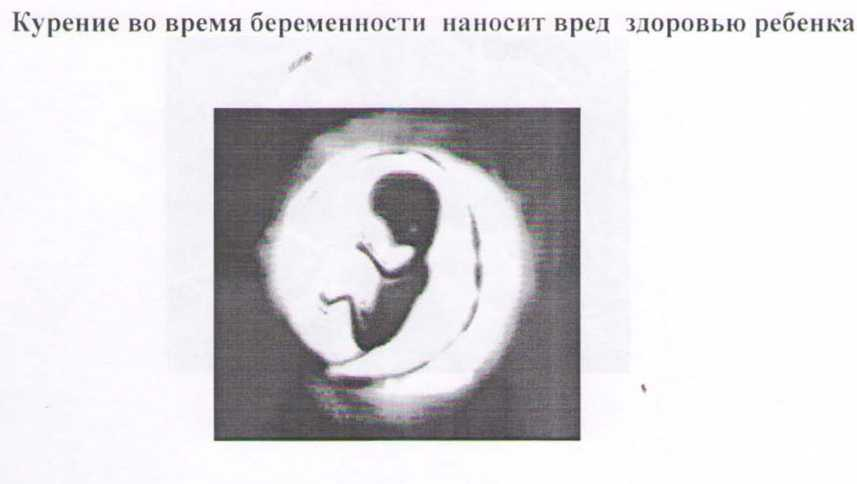 Курение во время беременности наносит вред здоровью ребенка